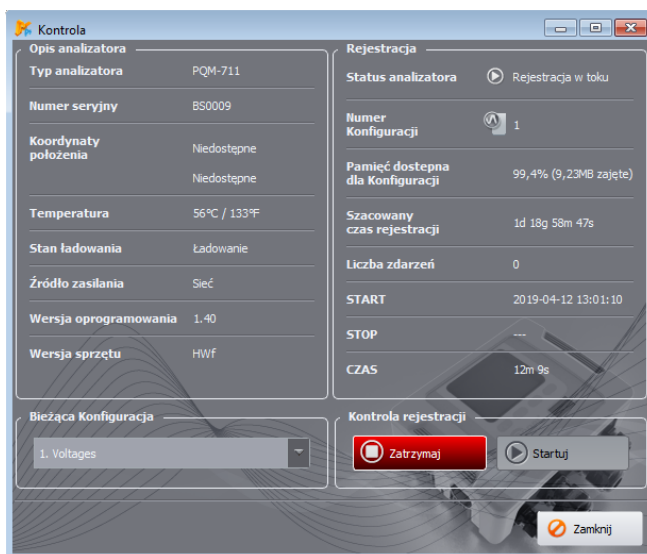 Kontrola
Opis analizatora
Typ analizatora PQM-711
Numer seryjny BS0009
Koordynaty
położenia
Niedostępne
Niedostępne
Temperatura 56°C / 133°F
Stan ładowania Ładowanie
Źródło zasilania Sieć
Wersja oprogramowania 1.40
Wersja sprzętu HWf
Rejestracja
Status analizatora Rejestracja w toku
Numer
Konfiguracji 1
Pamięć dostepna
dla Konfiguracji 99,4% (9,23MB zajęte)
Szacowany
czas rejestracji 1d 18g 58m 47s
Liczba zdarzeń 0
START 2019-04-12 13:01:10
STOP ---
CZAS 12m 9s
Bieżąca Konfiguracja
1. Voltages
Kontrola rejestracji
Zatrzymaj Startuj
Zamknij